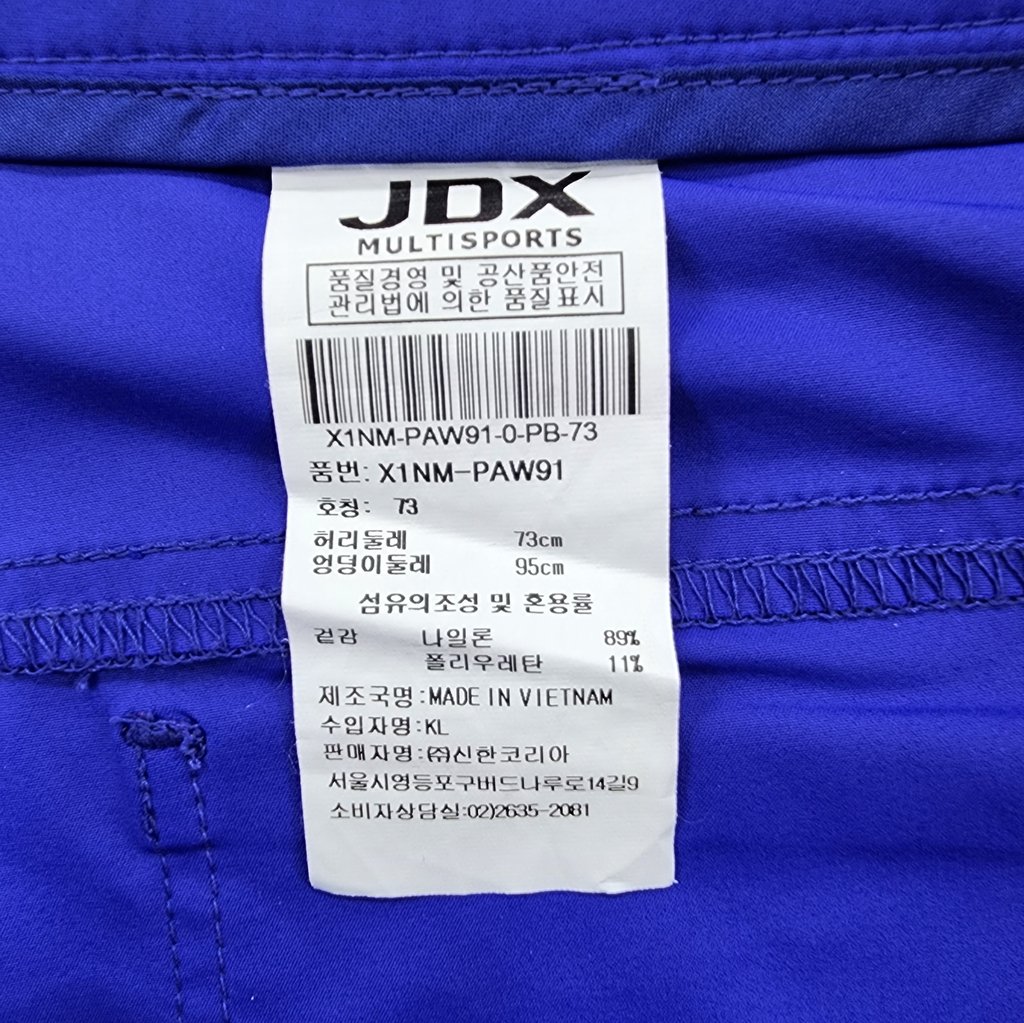 JDX
MULTISPORTS
품질경영 및 공산품안전
관리법에 의한 품질표시
X1NM-PAW91-0-PB-73
품번: X1NM-PAW91
호칭: 73
허리둘레 73cm
엉덩이둘레 95cm
섬유의조성 및 혼용률
겉감 나일론 89%
폴리우레탄 11%
제조국명:MADE IN VIETNAM
수입자명:KL
판매자명:㈜신한코리아
서울시영등포구버드나루로14길9
소비자상담실:02)2635-2081